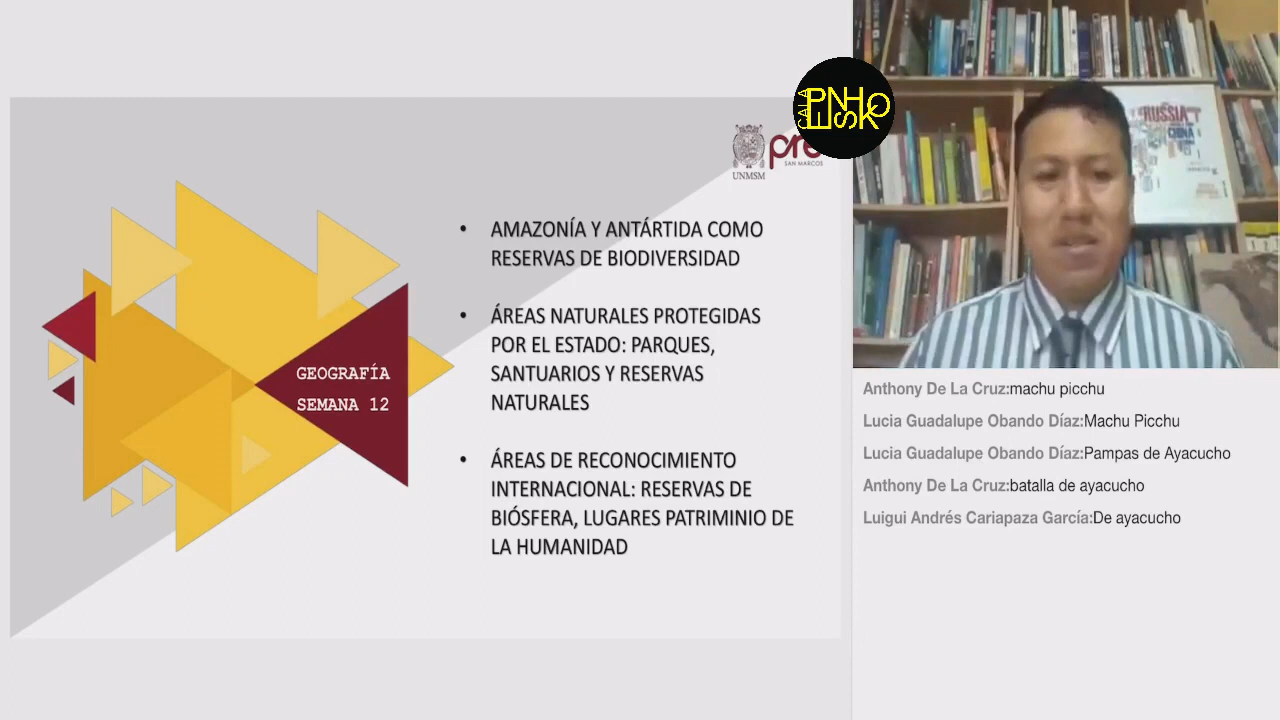 GEOGRAFÍA
SEMANA 12
UNMSM
pre
SAN MARCOS
• AMAZONÍA Y ANTÁRTIDA COMO
RESERVAS DE BIODIVERSIDAD
• ÁREAS NATURALES PROTEGIDAS
POR EL ESTADO: PARQUES,
SANTUARIOS Y RESERVAS
NATURALES
• ÁREAS DE RECONOCIMIENTO
INTERNACIONAL: RESERVAS DE
BIÓSFERA, LUGARES PATRIMINIO DE
LA HUMANIDAD
RUSSIA
CHINA
Anthony De La Cruz:machu picchu
Lucia Guadalupe Obando Díaz:Machu Picchu
Lucia Guadalupe Obando Díaz:Pampas de Ayacucho
Anthony De La Cruz:batalla de ayacucho
Luigui Andrés Cariapaza García:De ayacucho